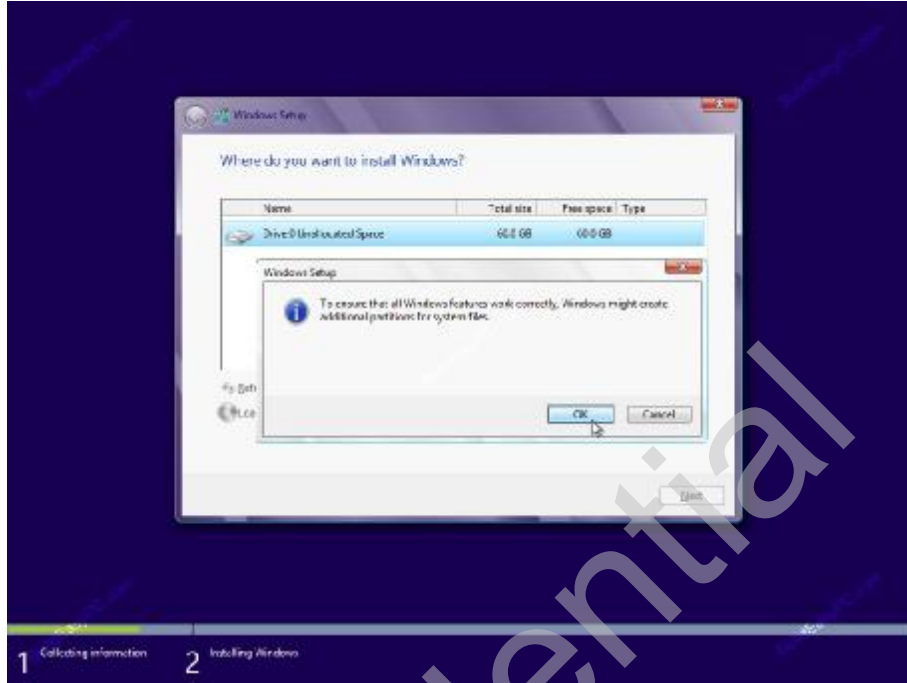 Windows Setup
Where do you want to install Windows?
Name Total size Free space Type
Drive 0 Unallocated Space 60.0 GB 60.0 GB
Windows Setup
To ensure that all Windows features work correctly, Windows might create
additional partitions for system files.
OK Cancel
Next
ential
1 Collecting information 2 Installing Windows